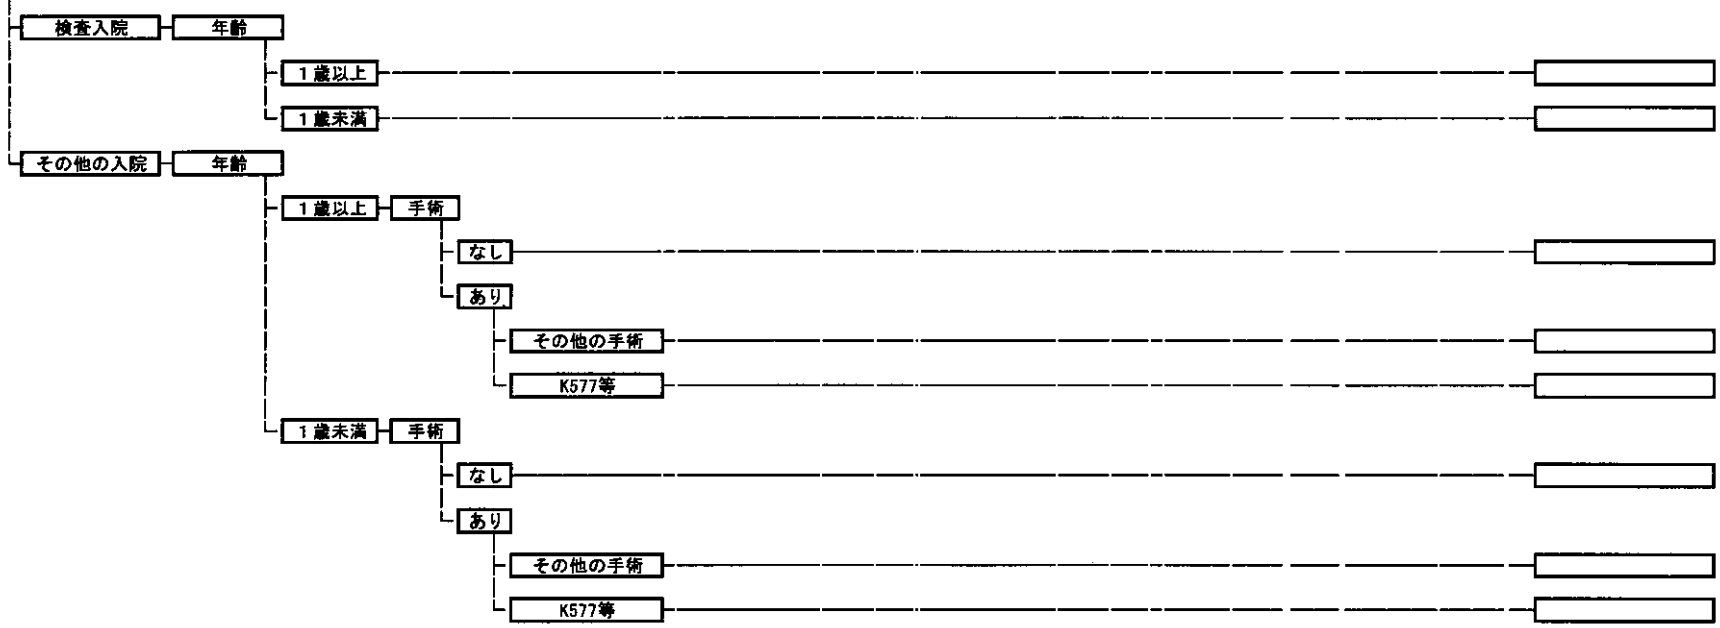 検査入院 年齢
1歳以上
1歳未満
その他の入院 年齢
1歳以上 手術
なし
あり
その他の手術
K577等
1歳未満 手術
なし
あり
その他の手術
K577等